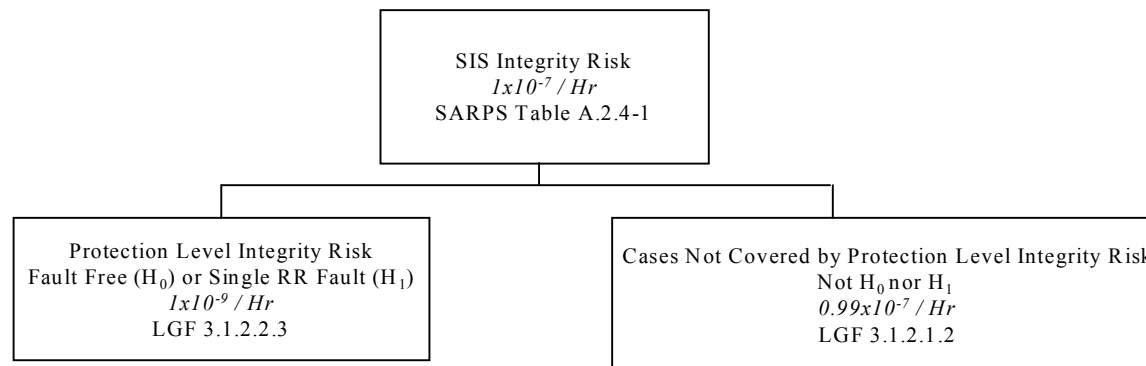 SIS Integrity Risk
1x10⁻⁷ / Hr
SARPS Table A.2.4-1
Protection Level Integrity Risk
Fault Free (H₀) or Single RR Fault (H₁)
1x10⁻⁹ / Hr
LGF 3.1.2.2.3
Cases Not Covered by Protection Level Integrity Risk
Not H₀ nor H₁
0.99x10⁻⁷ / Hr
LGF 3.1.2.1.2